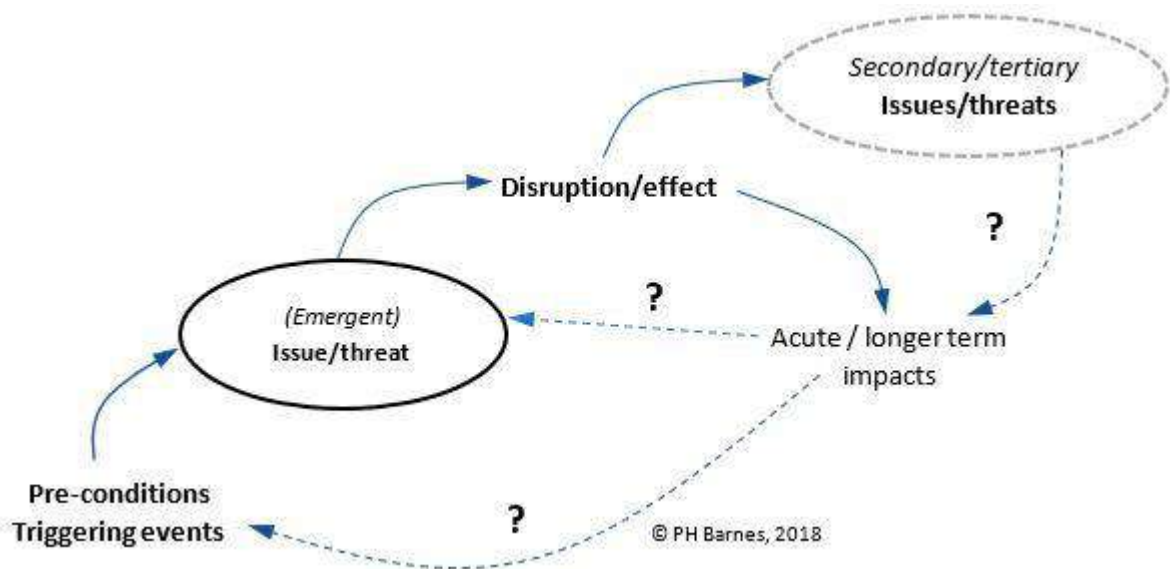 Secondary/tertiary
Issues/threats
Disruption/effect
?
?
(Emergent)
Issue/threat
Acute / longer term
impacts
Pre-conditions
Triggering events
?
© PH Barnes, 2018